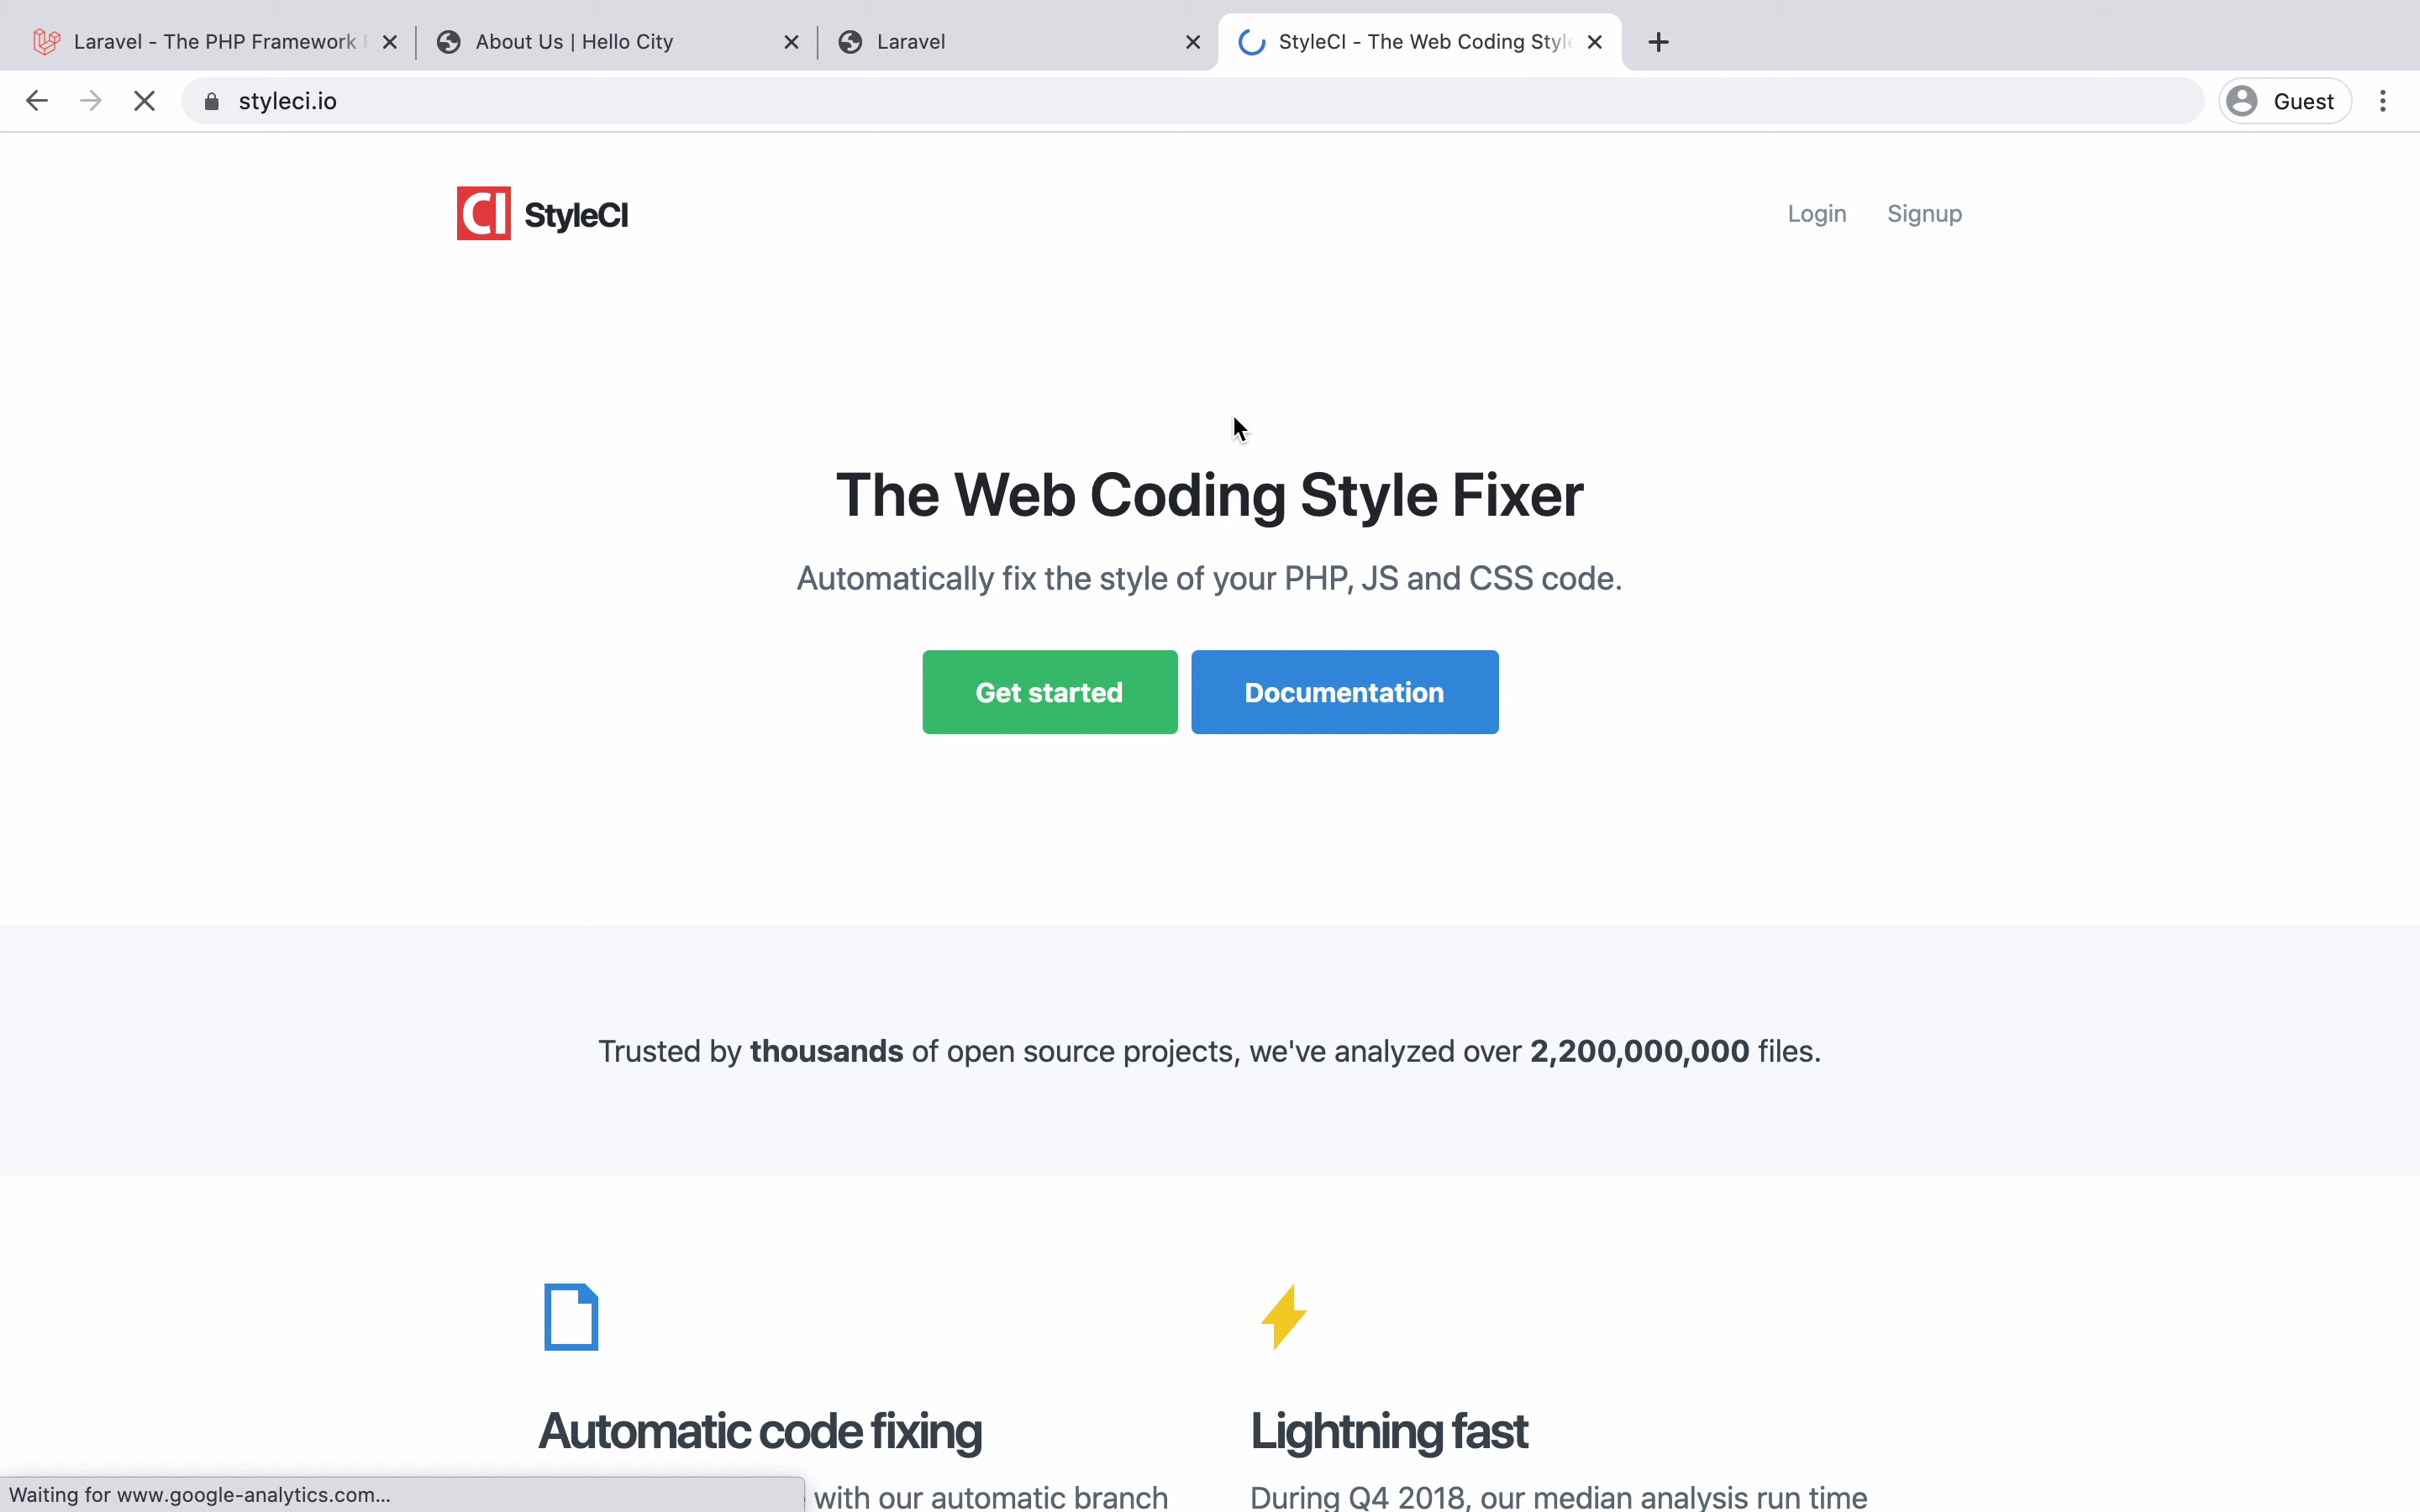 Laravel - The PHP Framework
About Us | Hello City
Laravel
StyleCI - The Web Coding Style
styleci.io
Guest
CI StyleCI
Login
Signup
The Web Coding Style Fixer
Automatically fix the style of your PHP, JS and CSS code.
Get started
Documentation
Trusted by thousands of open source projects, we've analyzed over 2,200,000,000 files.
Automatic code fixing
Lightning fast
with our automatic branch
During Q4 2018, our median analysis run time
Waiting for www.google-analytics.com...